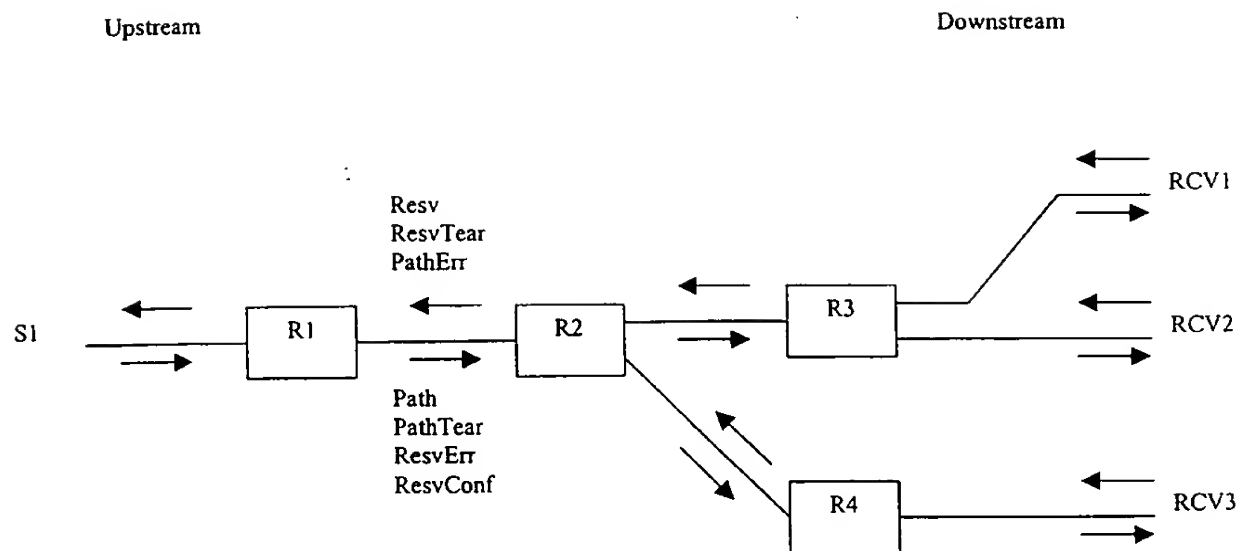 Upstream
Downstream
RCV1
Resv
ResvTear
PathErr
S1
R1
R2
R3
RCV2
Path
PathTear
ResvErr
ResvConf
R4
RCV3